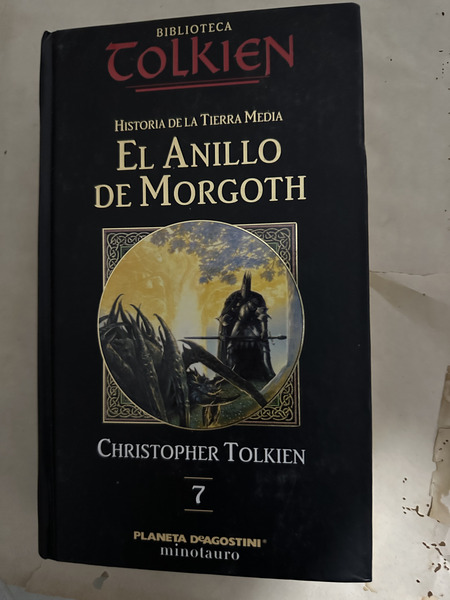 BIBLIOTECA
TOLKIEN
HISTORIA DE LA TIERRA MEDIA
EL ANILLO
DE MORGOTH
CHRISTOPHER TOLKIEN
7
PLANETA DEAGOSTINI®
minotauro